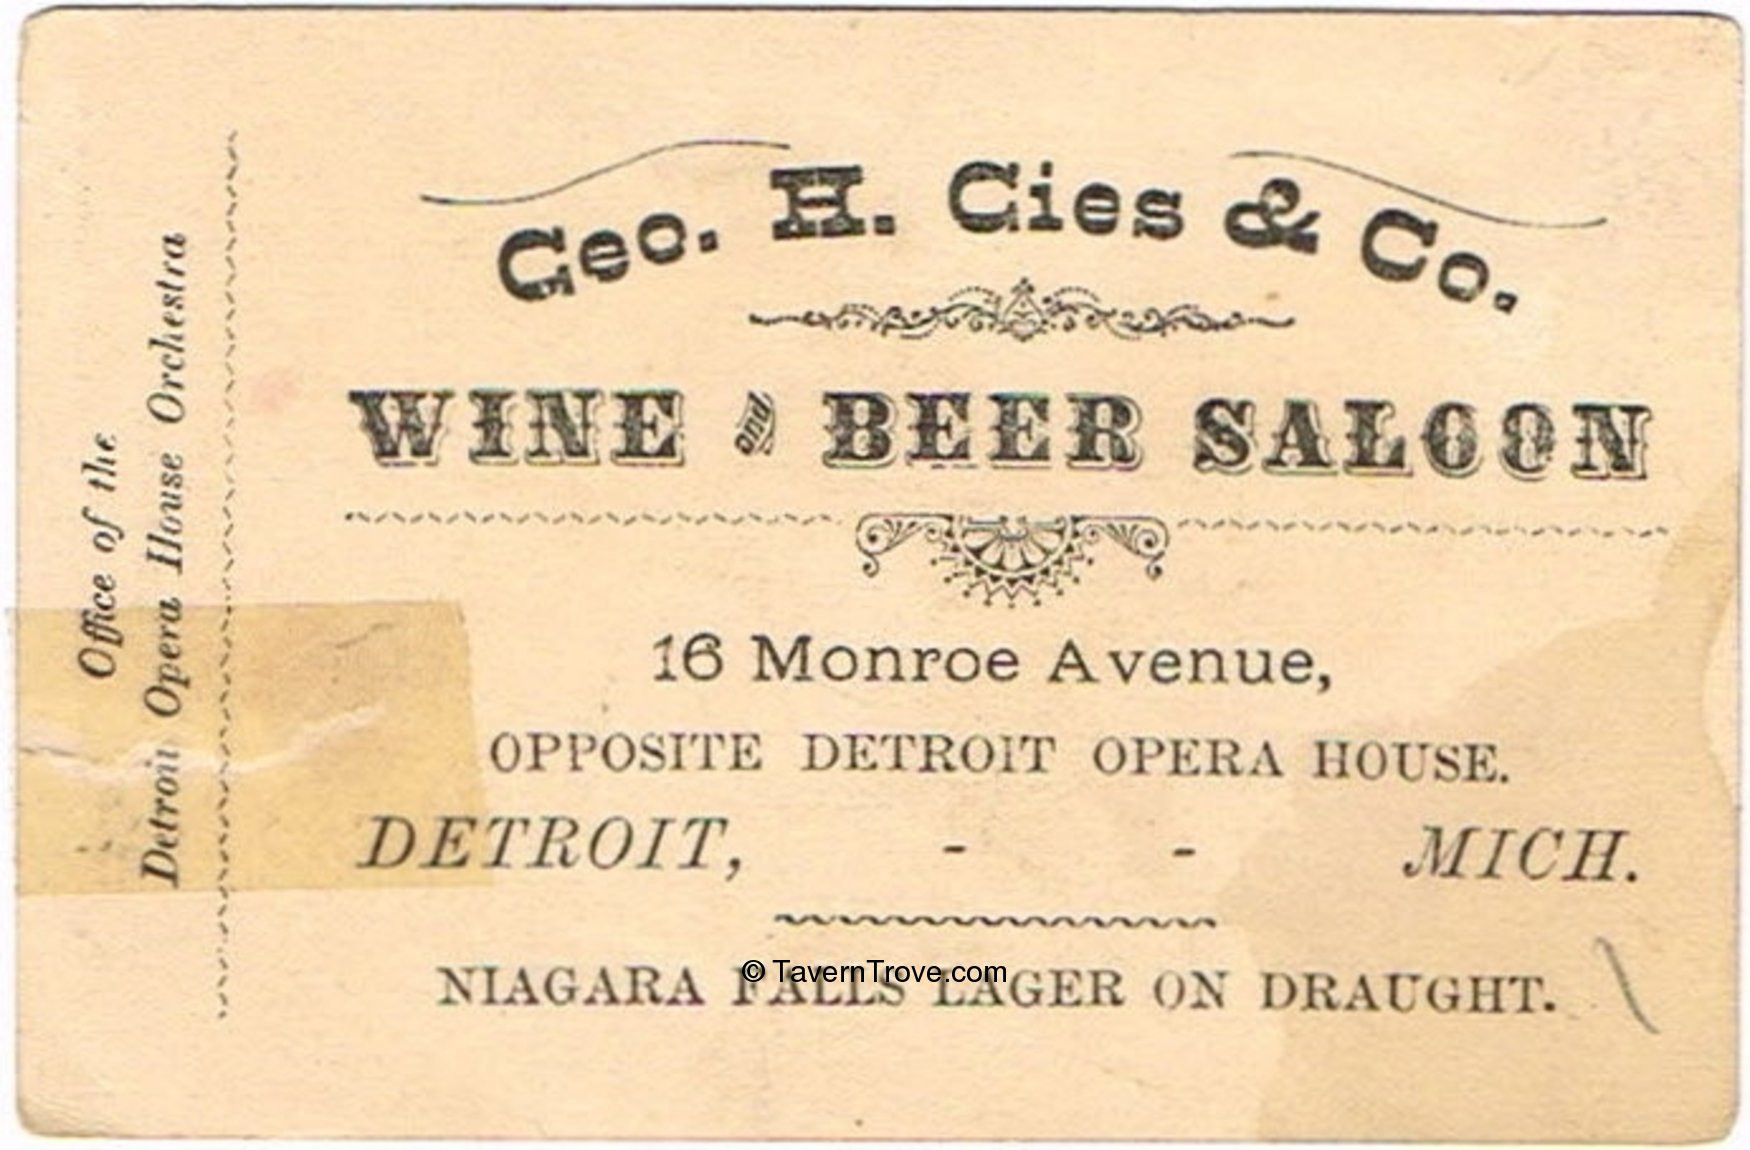 Office of the
Detroit Opera House Orchestra
Geo. H. Cies & Co.
WINE and BEER SALOON
16 Monroe Avenue,
OPPOSITE DETROIT OPERA HOUSE.
DETROIT, - - MICH.
© TavernTrove.com
NIAGARA FALLS LAGER ON DRAUGHT.